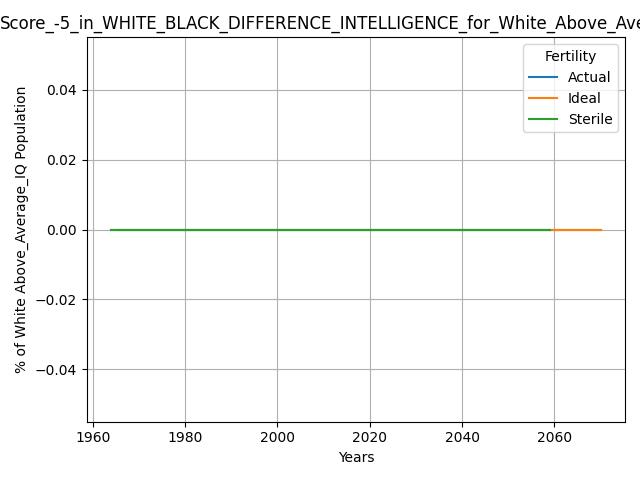 Score_-5_in_WHITE_BLACK_DIFFERENCE_INTELLIGENCE_for_White_Above_Ave
Fertility
Actual
Ideal
Sterile
% of White Above_Average_IQ Population
0.04
0.02
0.00
−0.02
−0.04
1960 1980 2000 2020 2040 2060
Years